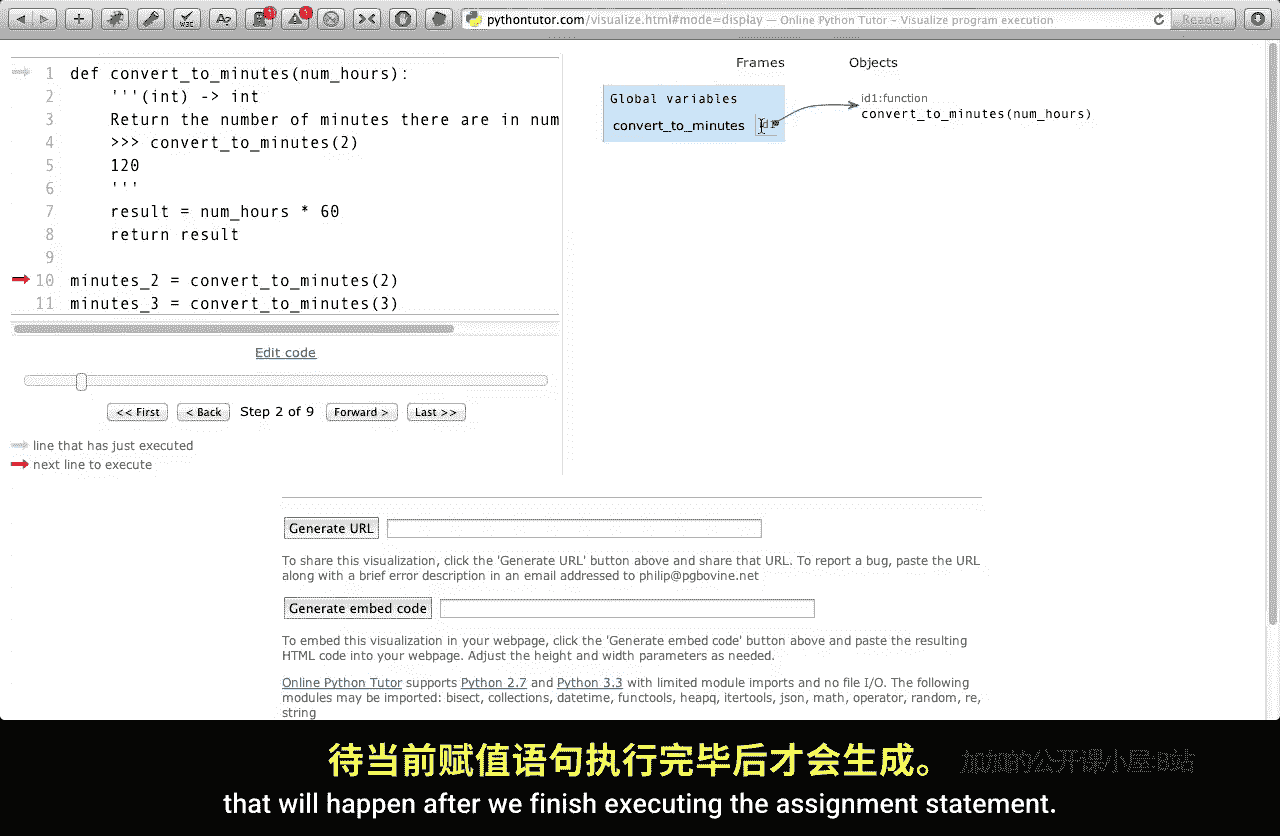 pythontutor.com/visualize.html#mode=display — Online Python Tutor – Visualize program execution
Reader
W3C
A?
1
1
Frames
Objects
1 def convert_to_minutes(num_hours):
2 '''(int) -> int
3 Return the number of minutes there are in num
4 >>> convert_to_minutes(2)
5 120
6 '''
7 result = num_hours * 60
8 return result
9
10 minutes_2 = convert_to_minutes(2)
11 minutes_3 = convert_to_minutes(3)
Global variables
convert_to_minutes id1
id1:function
convert_to_minutes(num_hours)
Edit code
<< First
< Back
Step 2 of 9
Forward >
Last >>
line that has just executed
next line to execute
Generate URL
To share this visualization, click the 'Generate URL' button above and share that URL. To report a bug, paste the URL
along with a brief error description in an email addressed to philip@pgbovine.net
Generate embed code
To embed this visualization in your webpage, click the 'Generate embed code' button above and paste the resulting
HTML code into your webpage. Adjust the height and width parameters as needed.
Online Python Tutor supports Python 2.7 and Python 3.3 with limited module imports and no file I/O. The following
modules may be imported: bisect, collections, datetime, functools, heapq, itertools, json, math, operator, random, re,
string
待当前赋值语句执行完毕后才会生成。
加加的公开课小屋:B站
that will happen after we finish executing the assignment statement.